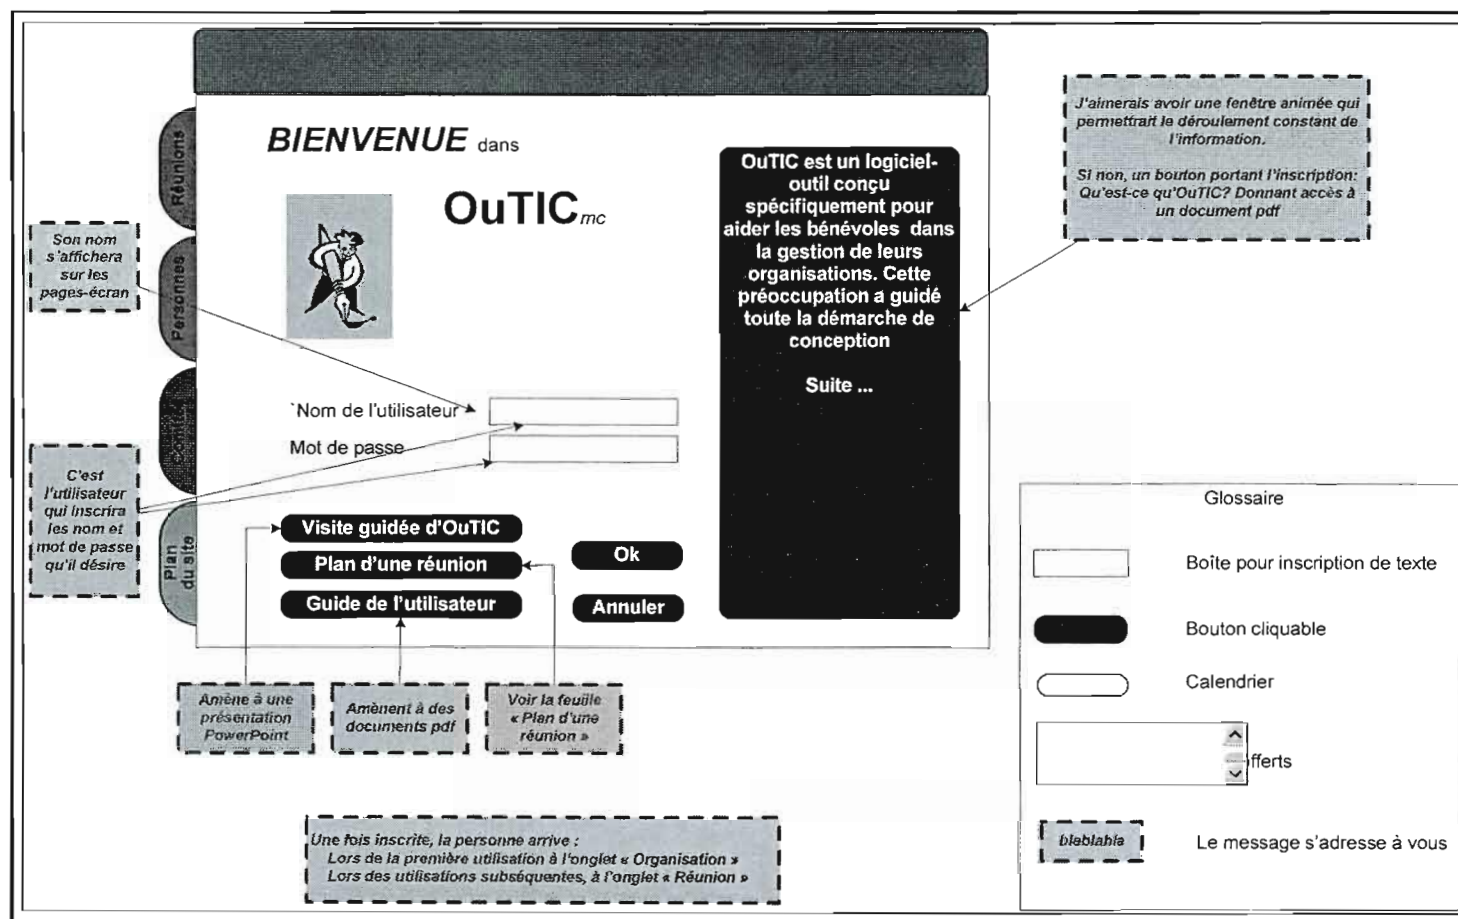 Réunions
Personnes
Plan
du site
BIENVENUE dans
OuTIC mc
OuTIC est un logiciel-
outil conçu
spécifiquement pour
aider les bénévoles dans
la gestion de leurs
organisations. Cette
préoccupation a guidé
toute la démarche de
conception
Suite ...
J'aimerais avoir une fenêtre animée qui
permettrait le déroulement constant de
l'information.
Si non, un bouton portant l'inscription:
Qu'est-ce qu'OuTIC? Donnant accès à
un document pdf
Son nom
s'affichera
sur les
pages-écran
`Nom de l'utilisateur
Mot de passe
C'est
l'utilisateur
qui inscrira
les nom et
mot de passe
qu'il désire
Visite guidée d'OuTIC
Plan d'une réunion
Guide de l'utilisateur
Ok
Annuler
Amène à une
présentation
PowerPoint
Amènent à des
documents pdf
Voir la feuille
« Plan d'une
réunion »
Une fois inscrite, la personne arrive :
Lors de la première utilisation à l'onglet « Organisation »
Lors des utilisations subséquentes, à l'onglet « Réunion »
Glossaire
Boîte pour inscription de texte
Bouton cliquable
Calendrier
fferts
blablabla
Le message s'adresse à vous